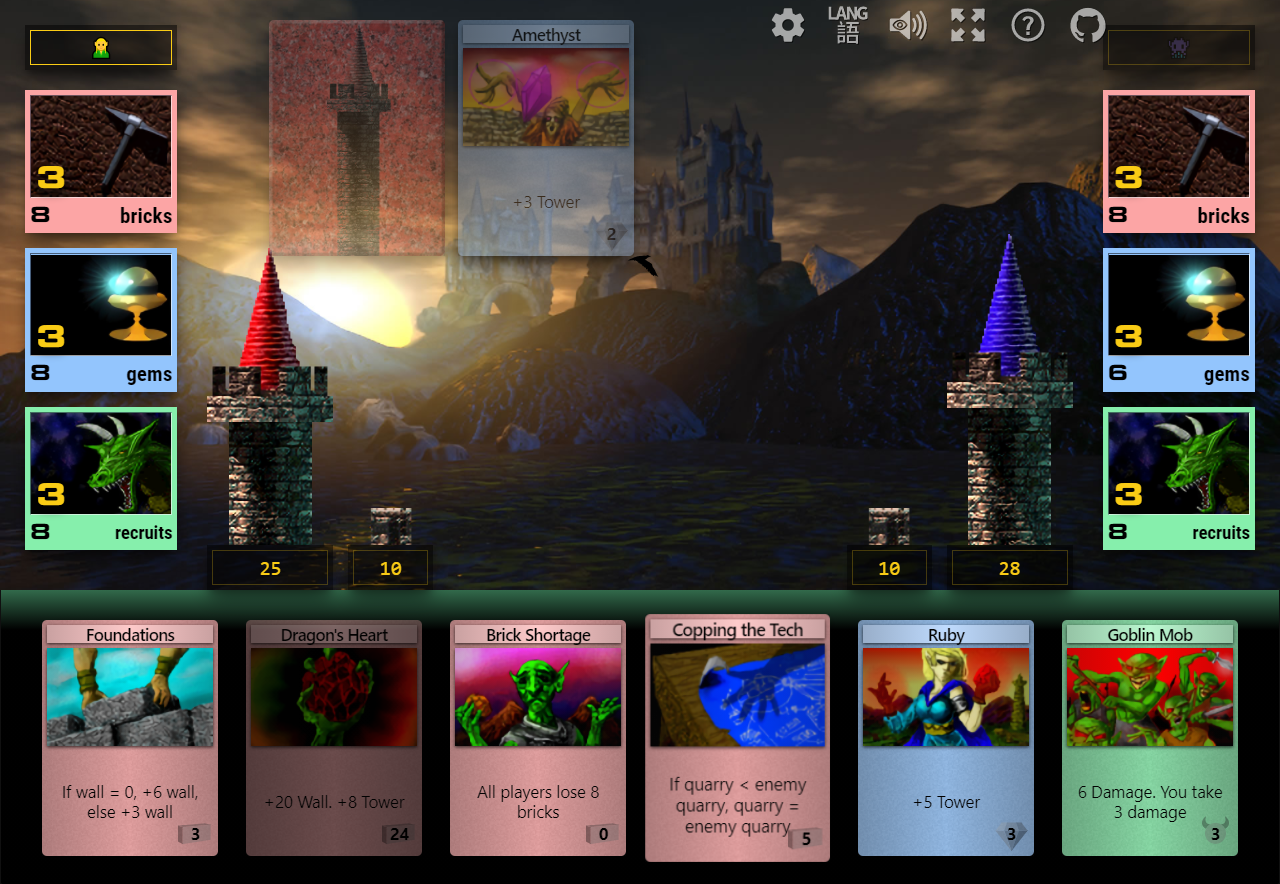 LANG
語
Amethyst
+3 Tower
2
3
8 bricks
3
8 gems
3
8 recruits
3
8 bricks
3
6 gems
3
8 recruits
25
10
10
28
Foundations
If wall = 0, +6 wall,
else +3 wall
3
Dragon's Heart
+20 Wall. +8 Tower
24
Brick Shortage
All players lose 8
bricks
0
Copping the Tech
If quarry < enemy
quarry, quarry =
enemy quarry
5
Ruby
+5 Tower
3
Goblin Mob
6 Damage. You take
3 damage
3